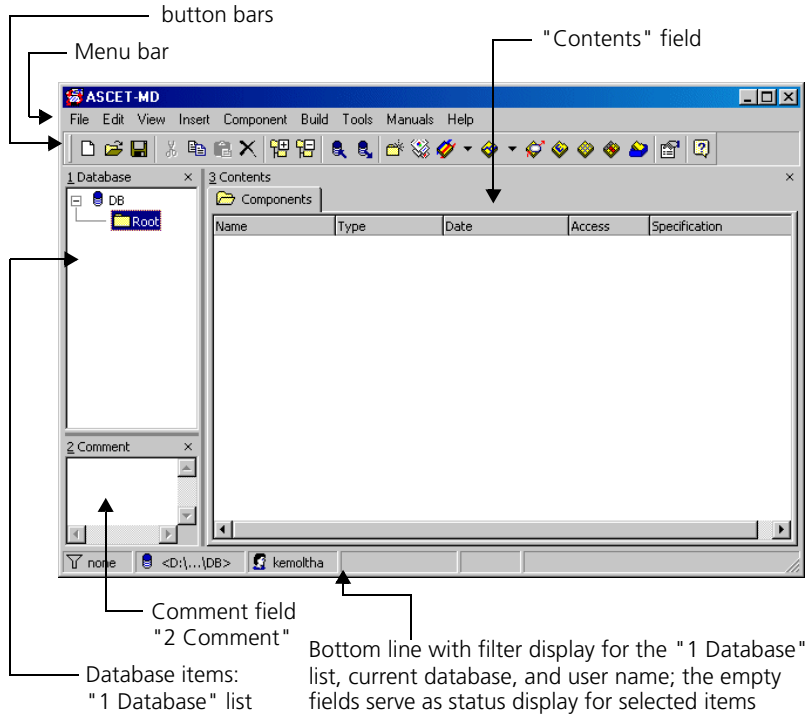 button bars
Menu bar
"Contents" field
ASCET-MD
File Edit View Insert Component Build Tools Manuals Help
1 Database
3 Contents
DB
Root
Components
Name Type Date Access Specification
2 Comment
none <D:\...\DB> kemoltha
Comment field
"2 Comment"
Database items:
"1 Database" list
Bottom line with filter display for the "1 Database"
list, current database, and user name; the empty
fields serve as status display for selected items